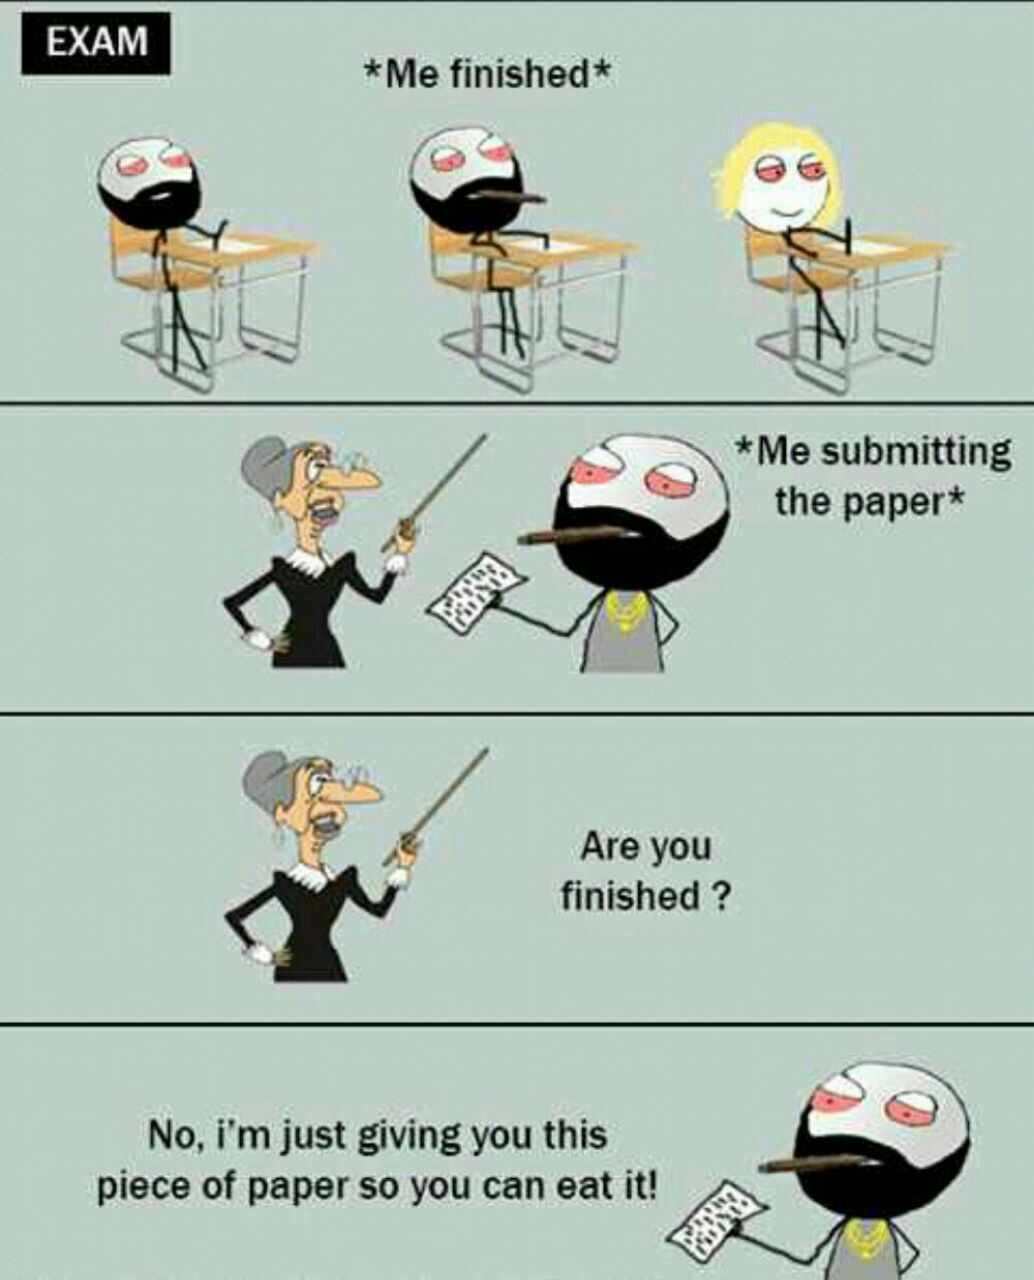 EXAM
*Me finished*
*Me submitting
the paper*
Are you
finished ?
No, i'm just giving you this
piece of paper so you can eat it!